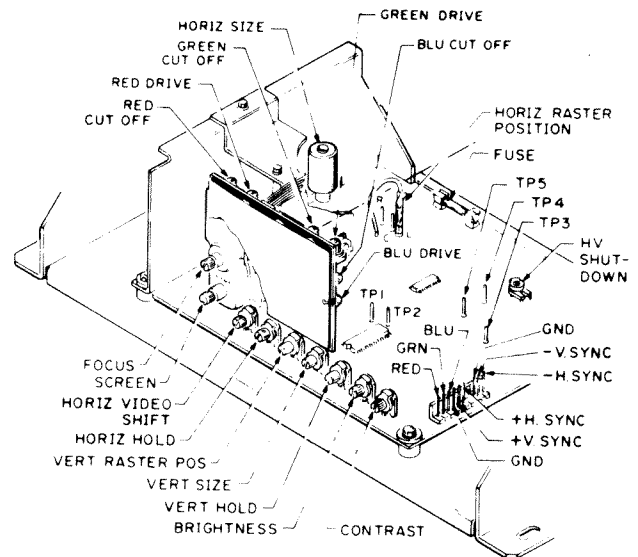 GREEN DRIVE
HORIZ SIZE
GREEN
CUT OFF
BLU CUT OFF
RED DRIVE
RED
CUT OFF
HORIZ RASTER
POSITION
FUSE
TP5
TP4
TP3
HV
SHUT-
DOWN
BLU DRIVE
TP1
TP2
BLU
GRN
RED
GND
-V.SYNC
-H.SYNC
+H.SYNC
+V.SYNC
GND
FOCUS
SCREEN
HORIZ VIDEO
SHIFT
HORIZ HOLD
VERT RASTER POS
VERT SIZE
VERT HOLD
BRIGHTNESS
CONTRAST